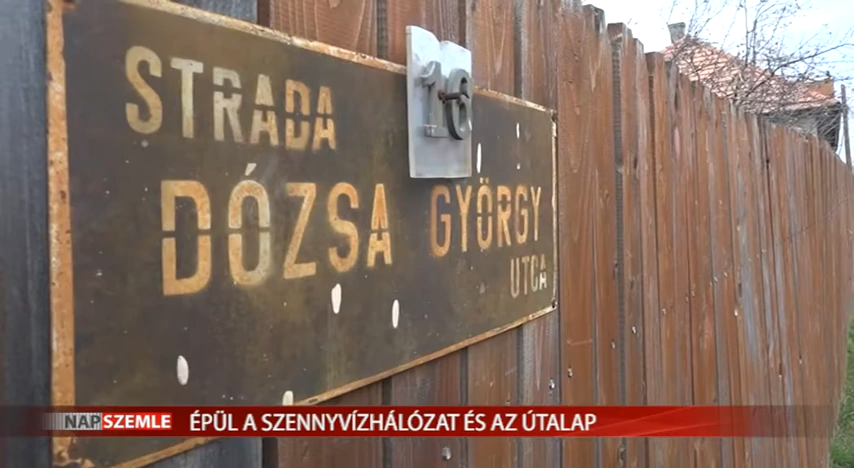 STRADA
16
DÓZSA GYÖRGY
UTCA
NAPSZEMLE ÉPÜL A SZENNYVÍZHÁLÓZAT ÉS AZ ÚTALAP